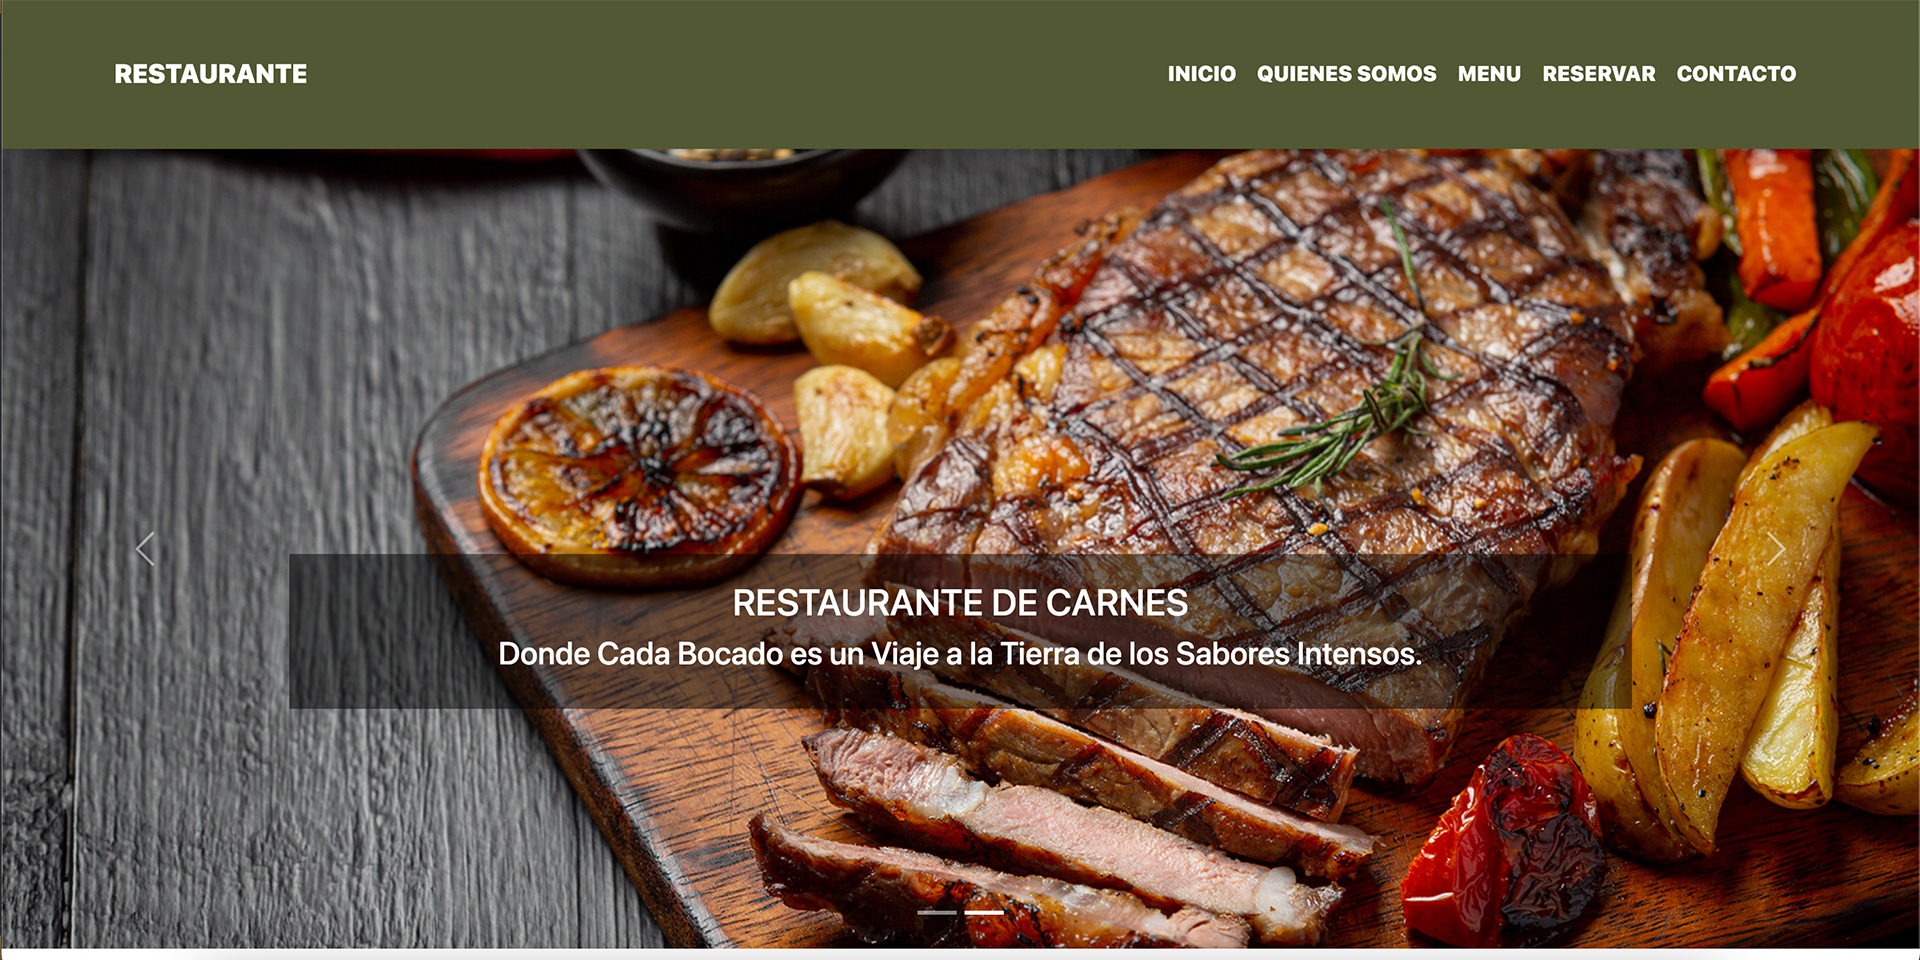 RESTAURANTE
INICIO QUIENES SOMOS MENU RESERVAR CONTACTO
RESTAURANTE DE CARNES
Donde Cada Bocado es un Viaje a la Tierra de los Sabores Intensos.